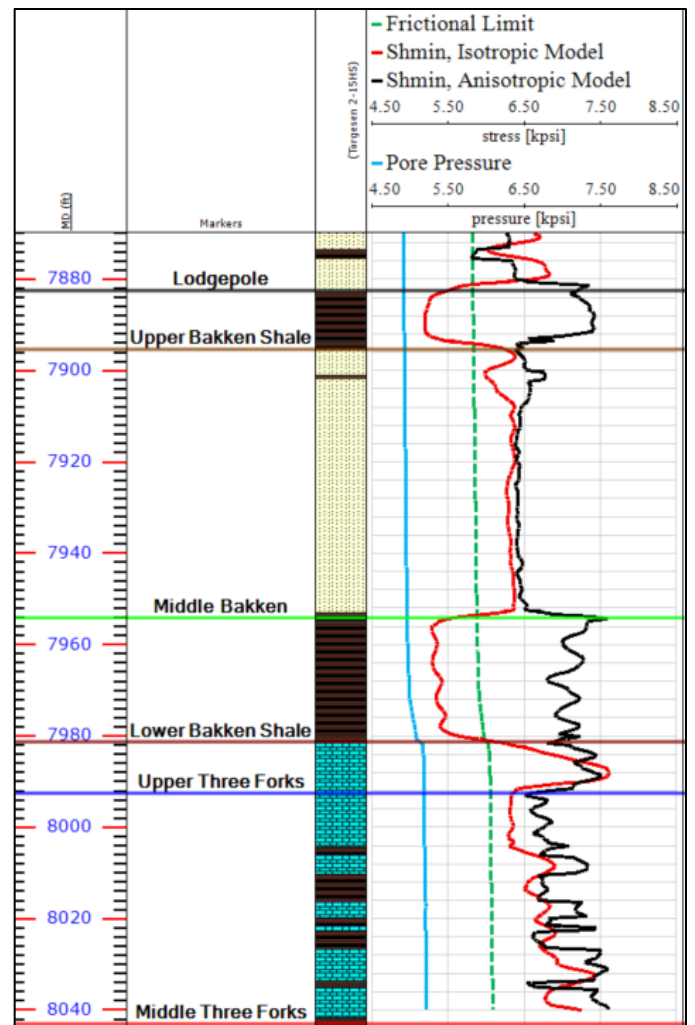 Frictional Limit
Shmin, Isotropic Model
Shmin, Anisotropic Model
4.50 5.50 6.50 7.50 8.50
stress [kpsi]
Pore Pressure
4.50 5.50 6.50 7.50 8.50
pressure [kpsi]
MD (ft)
Markers
(Torgesen 2-15HS)
7880
Lodgepole
Upper Bakken Shale
7900
7920
7940
Middle Bakken
7960
7980
Lower Bakken Shale
Upper Three Forks
8000
8020
8040
Middle Three Forks